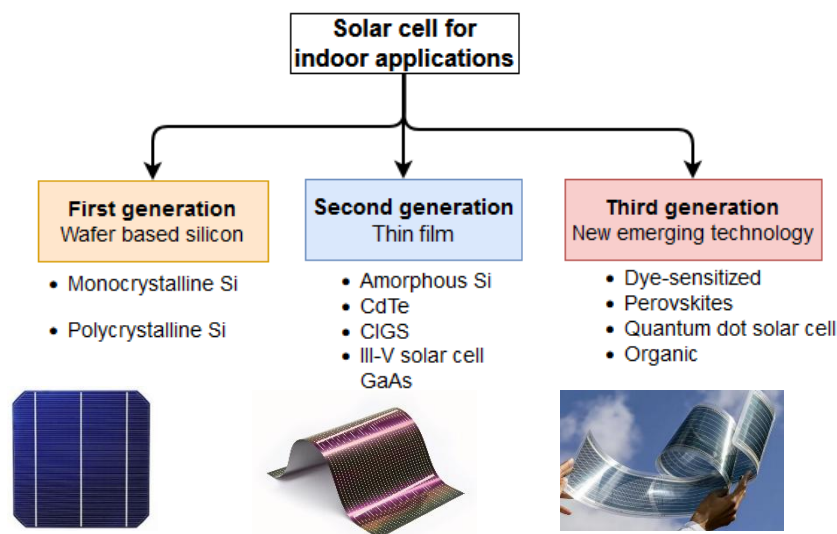 Solar cell for
indoor applications
First generation
Wafer based silicon
Second generation
Thin film
Third generation
New emerging technology
• Monocrystalline Si
• Polycrystalline Si
• Amorphous Si
• CdTe
• CIGS
• III-V solar cell
GaAs
• Dye-sensitized
• Perovskites
• Quantum dot solar cell
• Organic